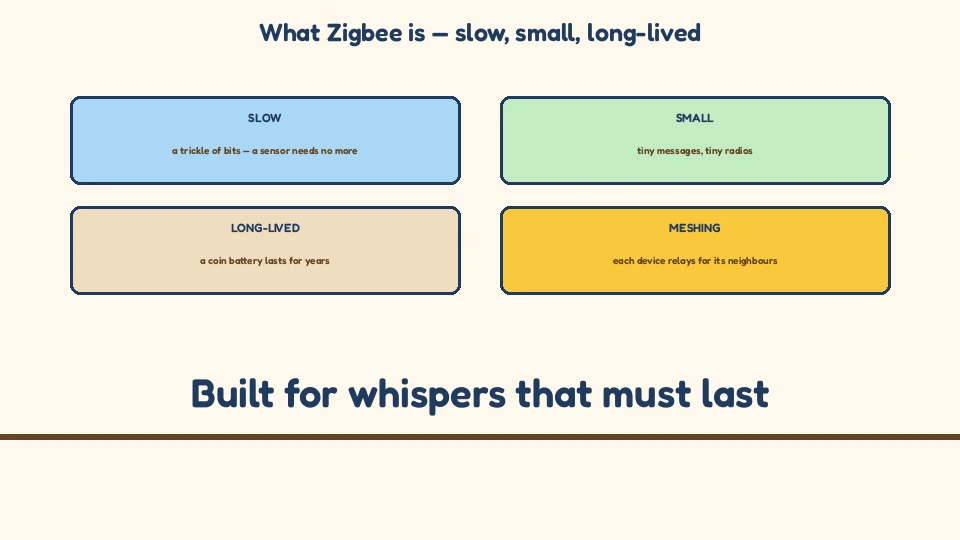 What Zigbee is — slow, small, long-lived
SLOW
a trickle of bits — a sensor needs no more
SMALL
tiny messages, tiny radios
LONG-LIVED
a coin battery lasts for years
MESHING
each device relays for its neighbours
Built for whispers that must last